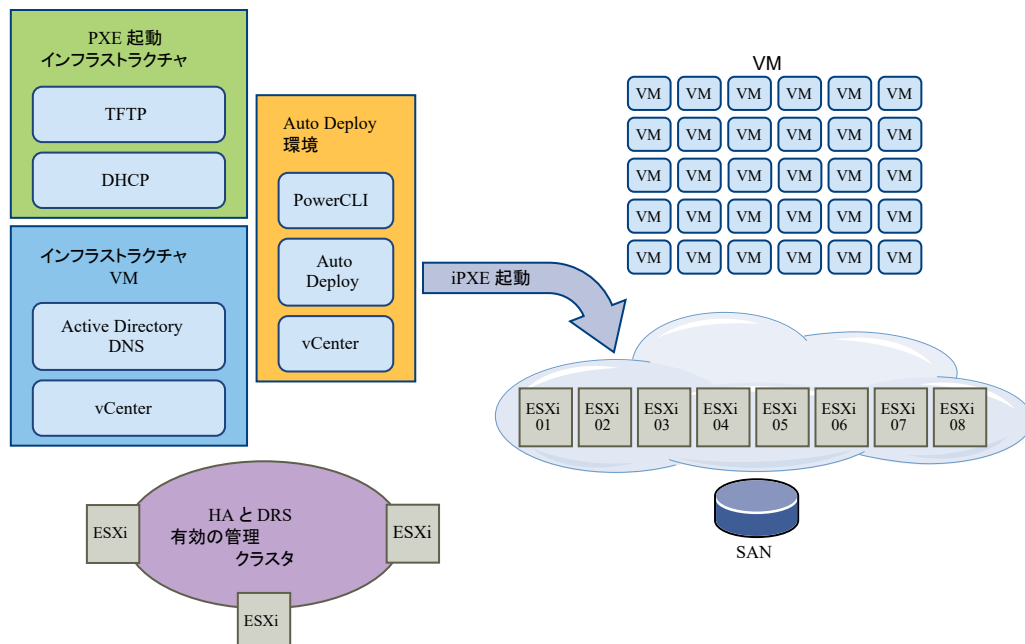 PXE 起動
インフラストラクチャ
TFTP
DHCP
インフラストラクチャ
VM
Active Directory
DNS
vCenter
Auto Deploy
環境
PowerCLI
Auto
Deploy
vCenter
iPXE 起動
VM
VM VM VM VM VM VM
VM VM VM VM VM VM
VM VM VM VM VM VM
VM VM VM VM VM VM
VM VM VM VM VM VM
ESXi
01
ESXi
02
ESXi
03
ESXi
04
ESXi
05
ESXi
06
ESXi
07
ESXi
08
SAN
HA と DRS
有効の管理
クラスタ
ESXi
ESXi
ESXi